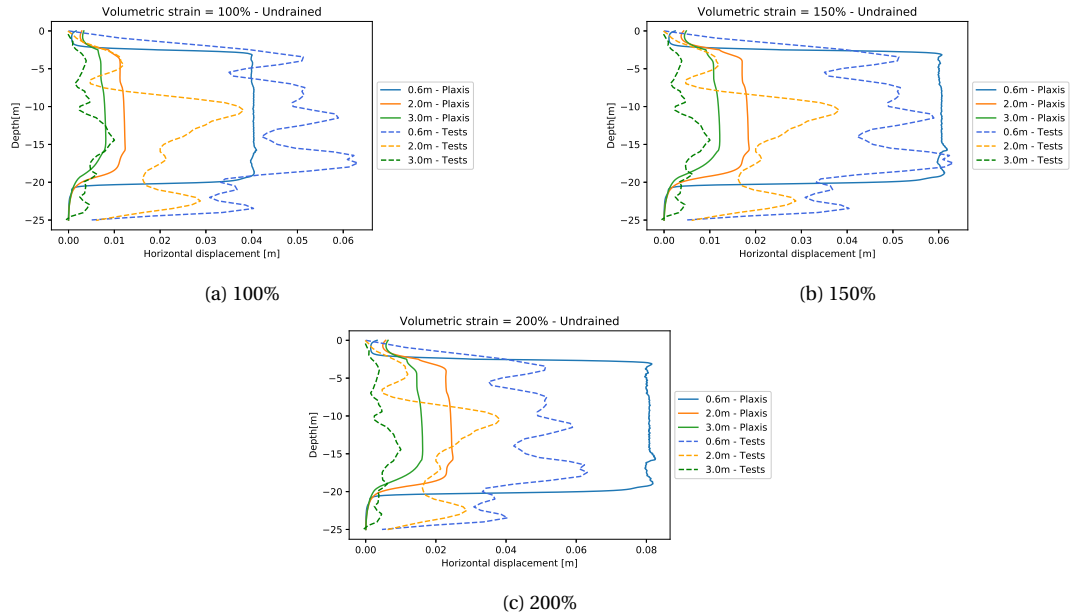 Volumetric strain = 100% - Undrained
0
−5
−10
−15
−20
−25
Depth[m]
0.00 0.01 0.02 0.03 0.04 0.05 0.06
Horizontal displacement [m]
0.6m - Plaxis
2.0m - Plaxis
3.0m - Plaxis
0.6m - Tests
2.0m - Tests
3.0m - Tests
(a) 100%
Volumetric strain = 150% - Undrained
0
−5
−10
−15
−20
−25
Depth[m]
0.00 0.01 0.02 0.03 0.04 0.05 0.06
Horizontal displacement [m]
0.6m - Plaxis
2.0m - Plaxis
3.0m - Plaxis
0.6m - Tests
2.0m - Tests
3.0m - Tests
(b) 150%
Volumetric strain = 200% - Undrained
0
−5
−10
−15
−20
−25
Depth[m]
0.00 0.02 0.04 0.06 0.08
Horizontal displacement [m]
0.6m - Plaxis
2.0m - Plaxis
3.0m - Plaxis
0.6m - Tests
2.0m - Tests
3.0m - Tests
(c) 200%